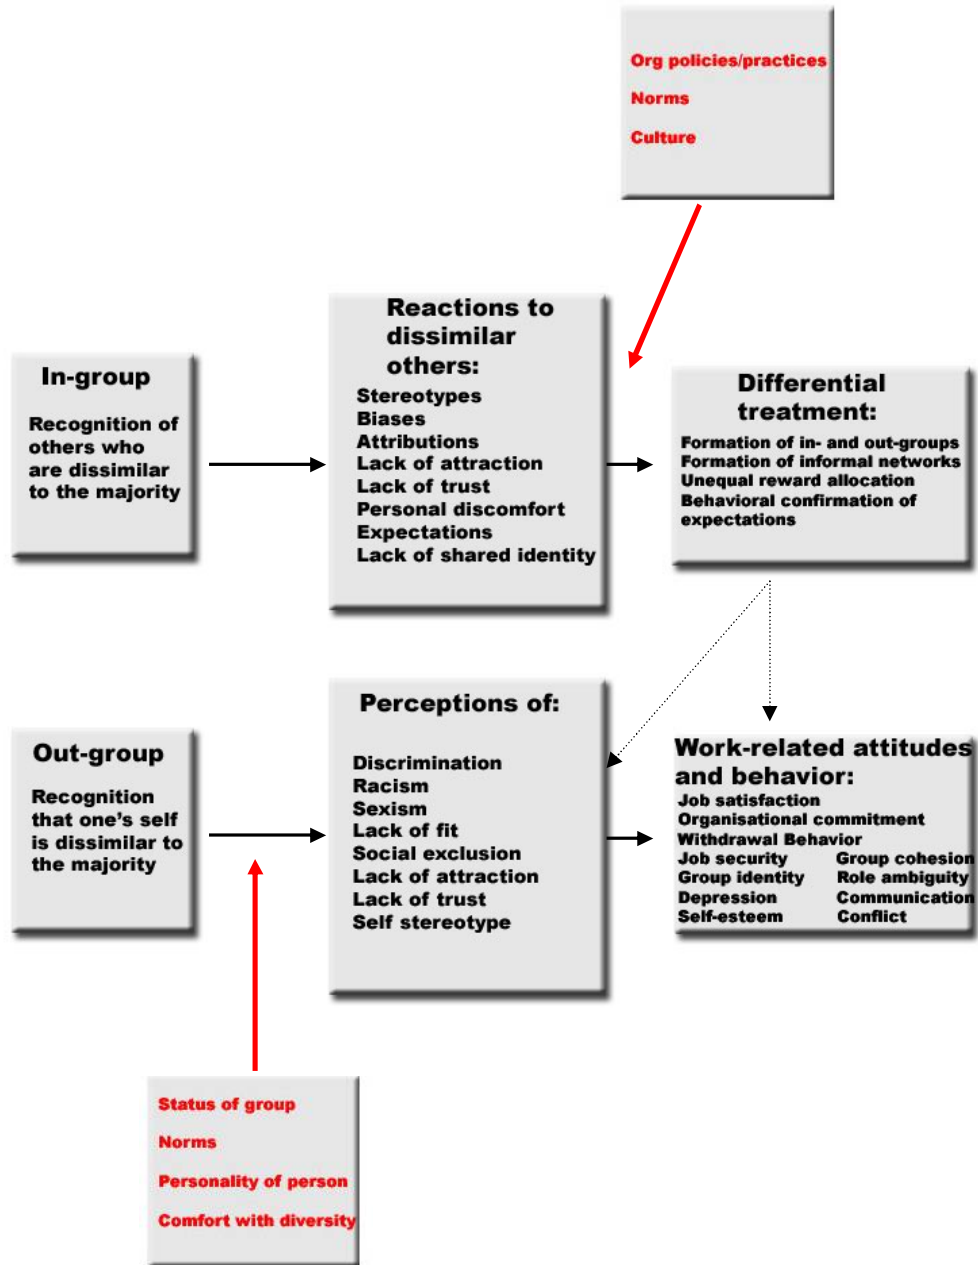 Org policies/practices
Norms
Culture
Reactions to
dissimilar
others:
Stereotypes
Biases
Attributions
Lack of attraction
Lack of trust
Personal discomfort
Expectations
Lack of shared identity
In-group
Recognition of
others who
are dissimilar
to the majority
Differential
treatment:
Formation of in- and out-groups
Formation of informal networks
Unequal reward allocation
Behavioral confirmation of
expectations
Out-group
Recognition
that one's self
is dissimilar to
the majority
Perceptions of:
Discrimination
Racism
Sexism
Lack of fit
Social exclusion
Lack of attraction
Lack of trust
Self stereotype
Work-related attitudes
and behavior:
Job satisfaction
Organisational commitment
Withdrawal Behavior
Job security Group cohesion
Group identity Role ambiguity
Depression Communication
Self-esteem Conflict
Status of group
Norms
Personality of person
Comfort with diversity